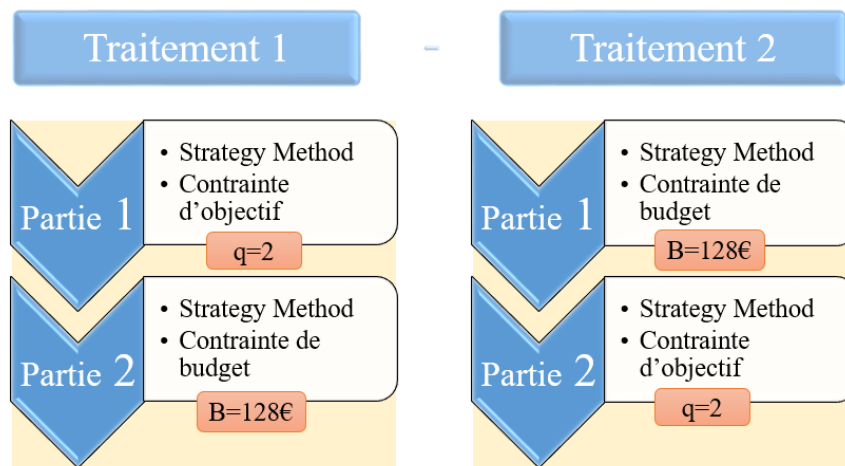 Traitement 1
-
Traitement 2
Partie 1
• Strategy Method
• Contrainte
d’objectif
q=2
Partie 2
• Strategy Method
• Contrainte de
budget
B=128€
Partie 1
• Strategy Method
• Contrainte de
budget
B=128€
Partie 2
• Strategy Method
• Contrainte
d’objectif
q=2